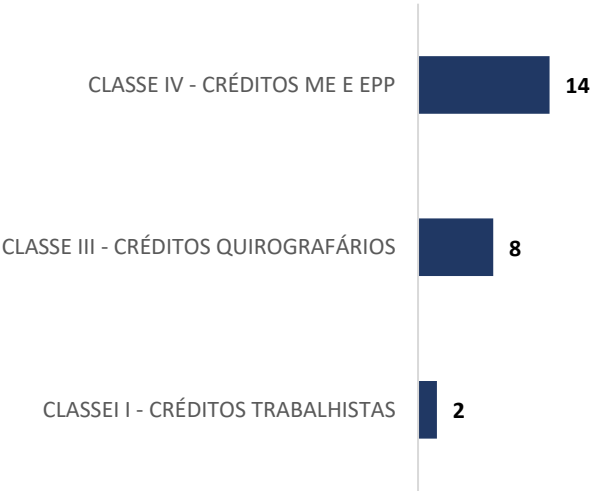 CLASSE IV - CRÉDITOS ME E EPP 14
CLASSE III - CRÉDITOS QUIROGRAFÁRIOS 8
CLASSEI I - CRÉDITOS TRABALHISTAS 2